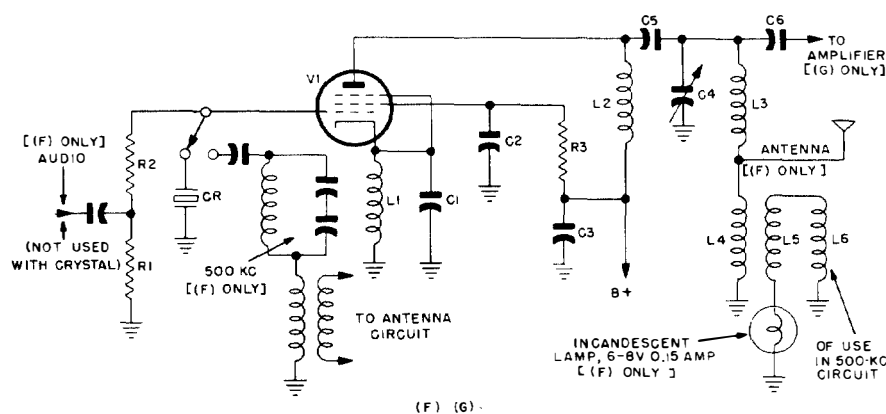 C5
C6
TO
AMPLIFIER
[(G) ONLY]
V1
L2
C4
L3
[(F) ONLY]
AUDIO
R2
C2
R3
ANTENNA
[(F) ONLY]
CR
L1
C1
(NOT USED
WITH CRYSTAL)
R1
500 KC
[(F) ONLY]
C3
L4
L5
L6
B+
TO ANTENNA
CIRCUIT
INCANDESCENT
LAMP, 6-8V 0.15 AMP
[(F) ONLY]
OF USE
IN 500-KC
CIRCUIT
(F) (G).